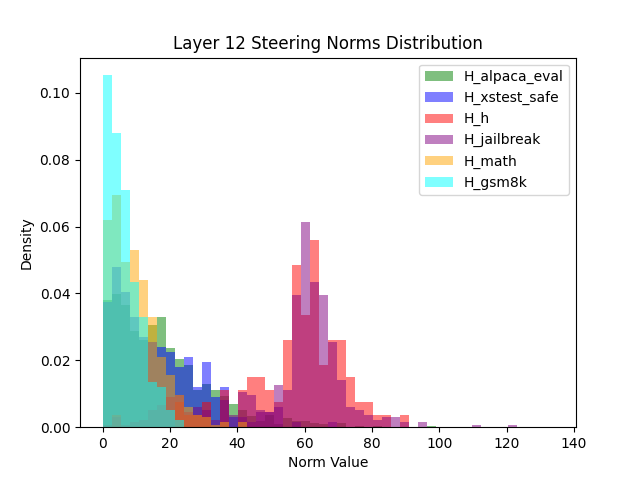 Layer 12 Steering Norms Distribution
H_alpaca_eval
H_xstest_safe
H_h
H_jailbreak
H_math
H_gsm8k
0.10
0.08
0.06
0.04
0.02
0.00
Density
0 20 40 60 80 100 120 140
Norm Value